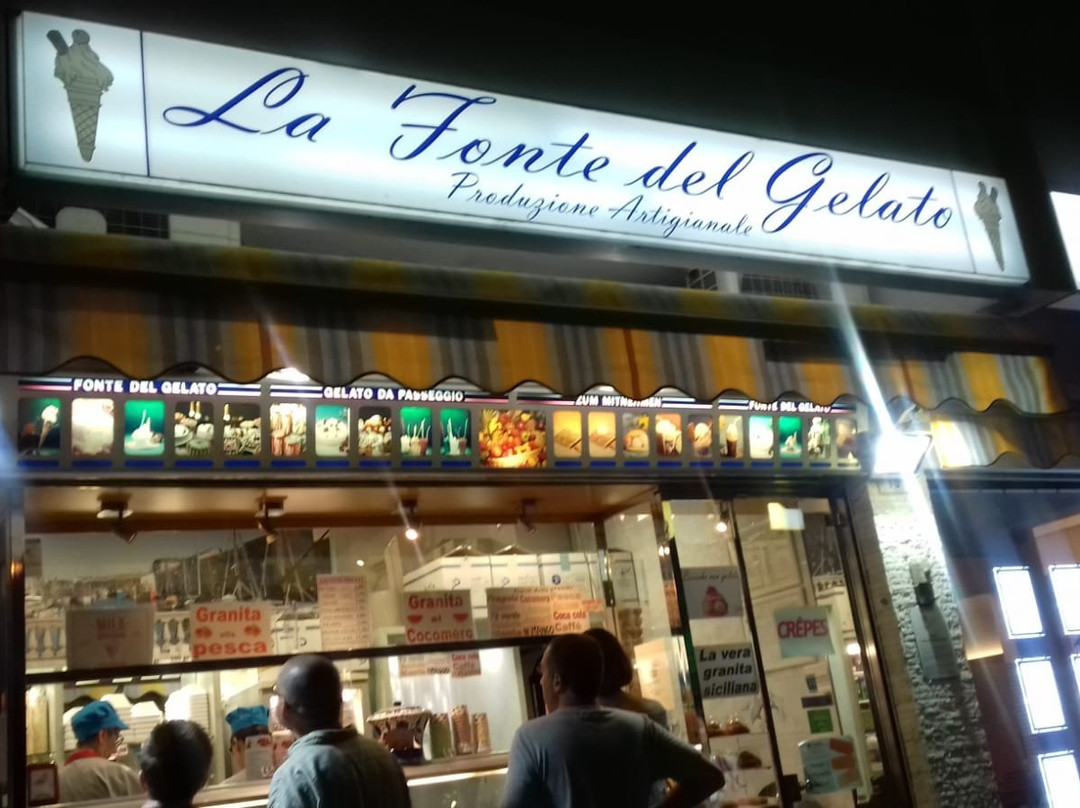 La Fonte del Gelato
Produzione Artigianale
FONTE DEL GELATO
GELATO DA PASSEGGIO
ZUM MITNEHMEN
FONTE DEL GELATO
Granita
alla
pesca
Granita
al
Cocomero
Coca cola
Caffè
CRÊPES
La vera
granita
siciliana